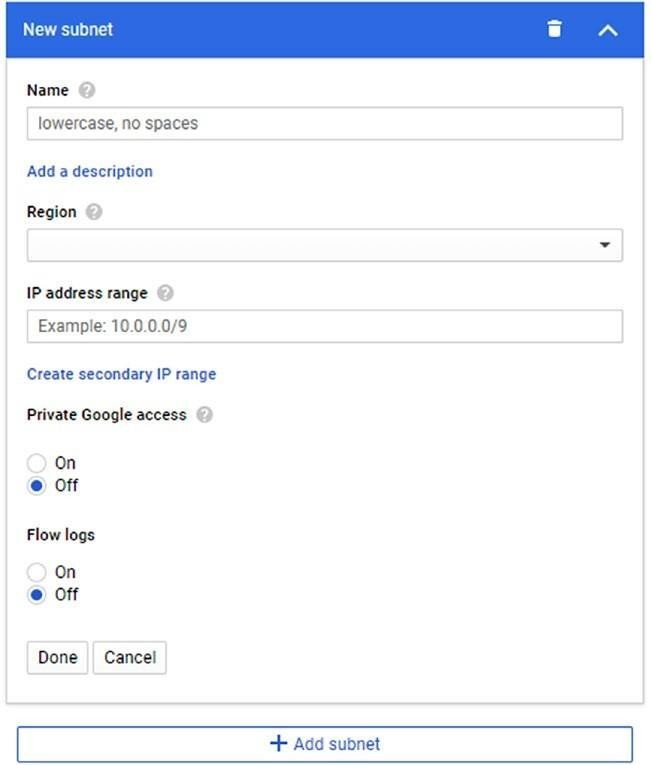 New subnet
Name
lowercase, no spaces
Add a description
Region
IP address range
Example: 10.0.0.0/9
Create secondary IP range
Private Google access
On
Off
Flow logs
On
Off
Done Cancel
+ Add subnet